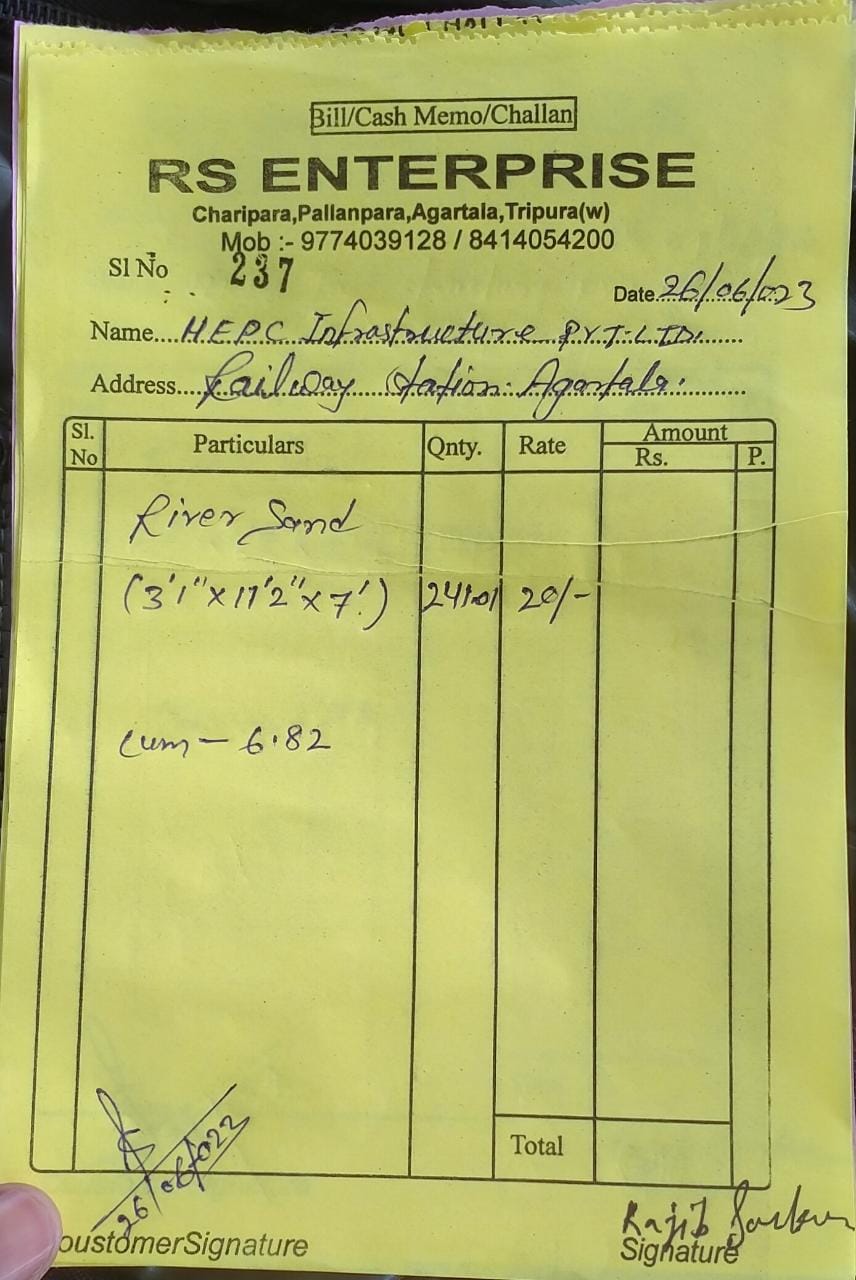 Bill/Cash Memo/Challan
RS ENTERPRISE
Charipara,Pallanpara,Agartala,Tripura(w)
Mob :- 9774039128 / 8414054200
Sl No 237
Date.26/06/023
Name....H.E.P.C Infrastructure PVT.LTD.
Address....Railway Station. Agartala.
Sl. No Particulars Qnty. Rate Amount Rs. P.
River Sand
(3'1"x11'2"x7') 241.01 20/-
Cum - 6.82
Total
26/06/022
Rajib Sarkar
CoustomerSignature Signature